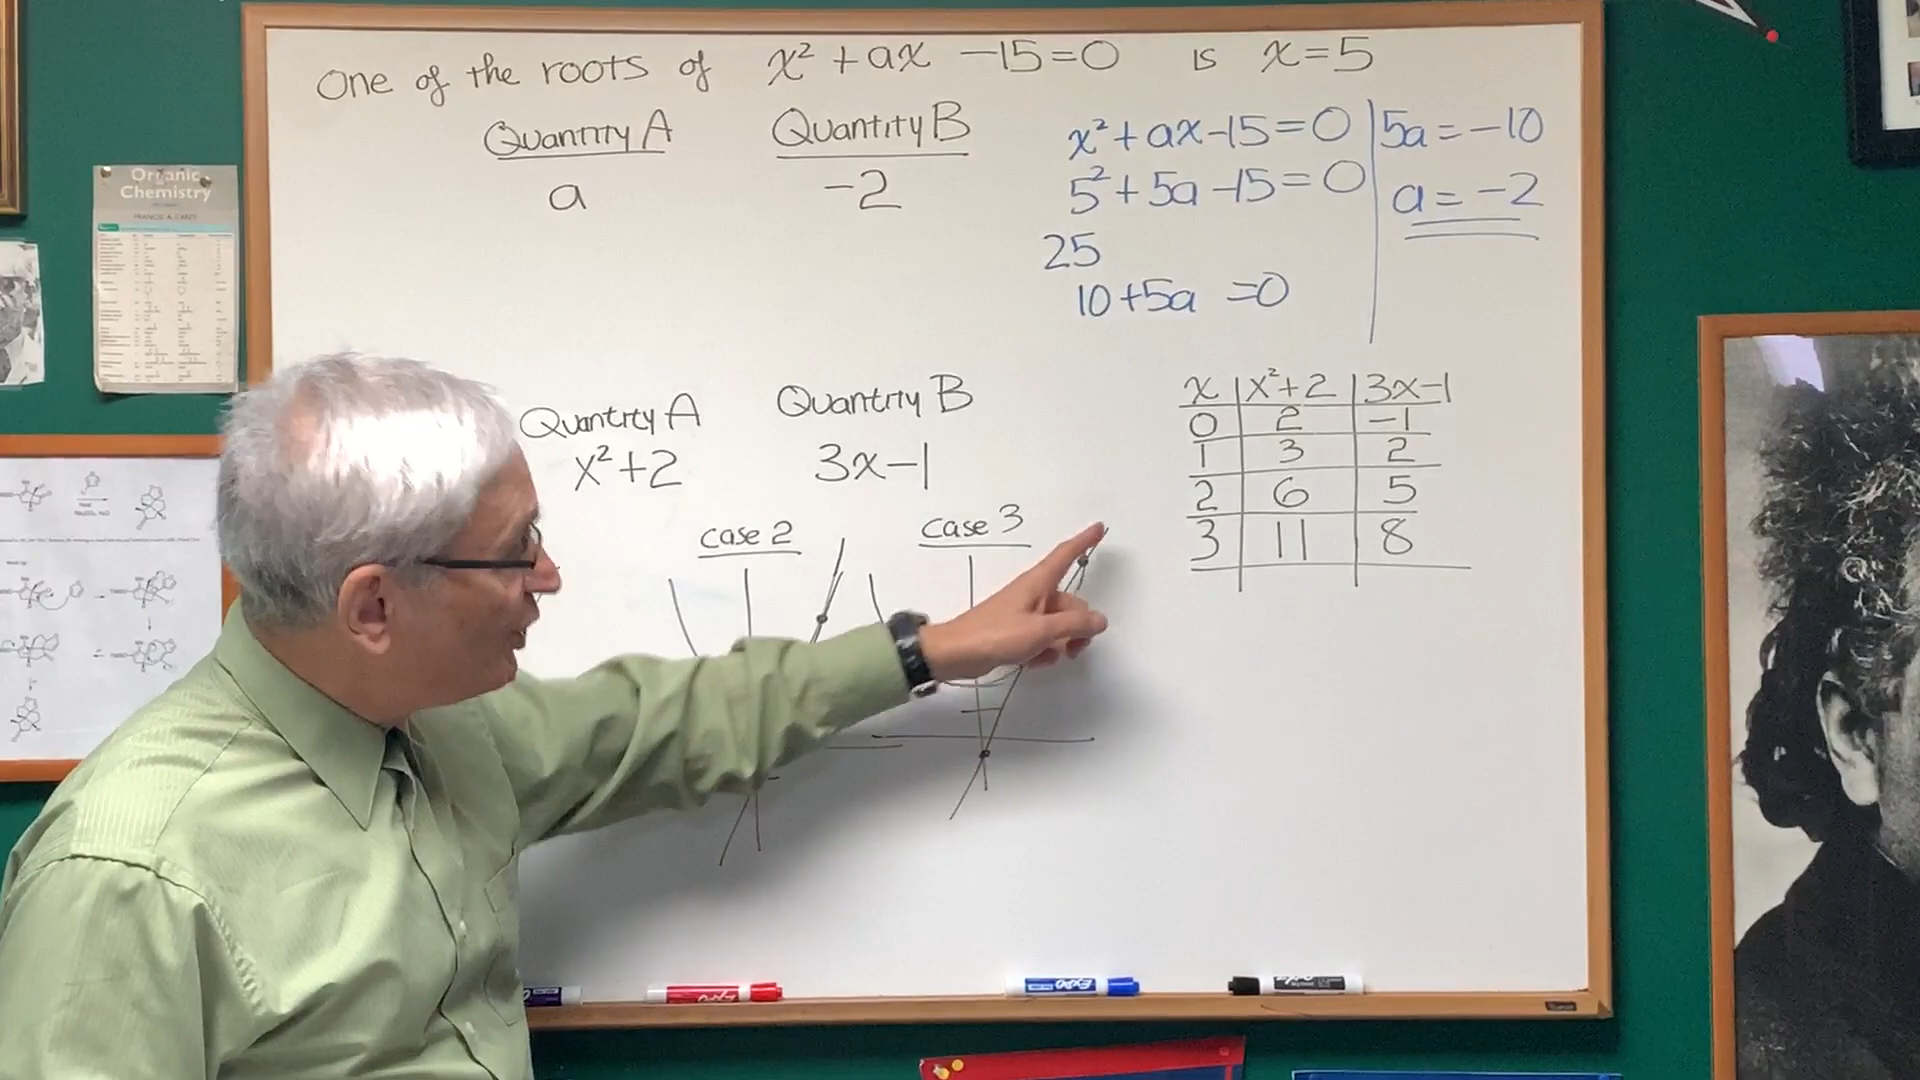 One of the roots of x² + ax - 15 = 0 is x = 5
Quantity A
a
Quantity B
-2
x² + ax - 15 = 0
5² + 5a - 15 = 0
25
10 + 5a = 0
5a = -10
a = -2
Quantity A
x² + 2
Quantity B
3x - 1
case 2
case 3
x x²+2 3x-1
0 2 -1
1 3 2
2 6 5
3 11 8
Organic
Chemistry
FRANCIS A. CAREY
EXPO